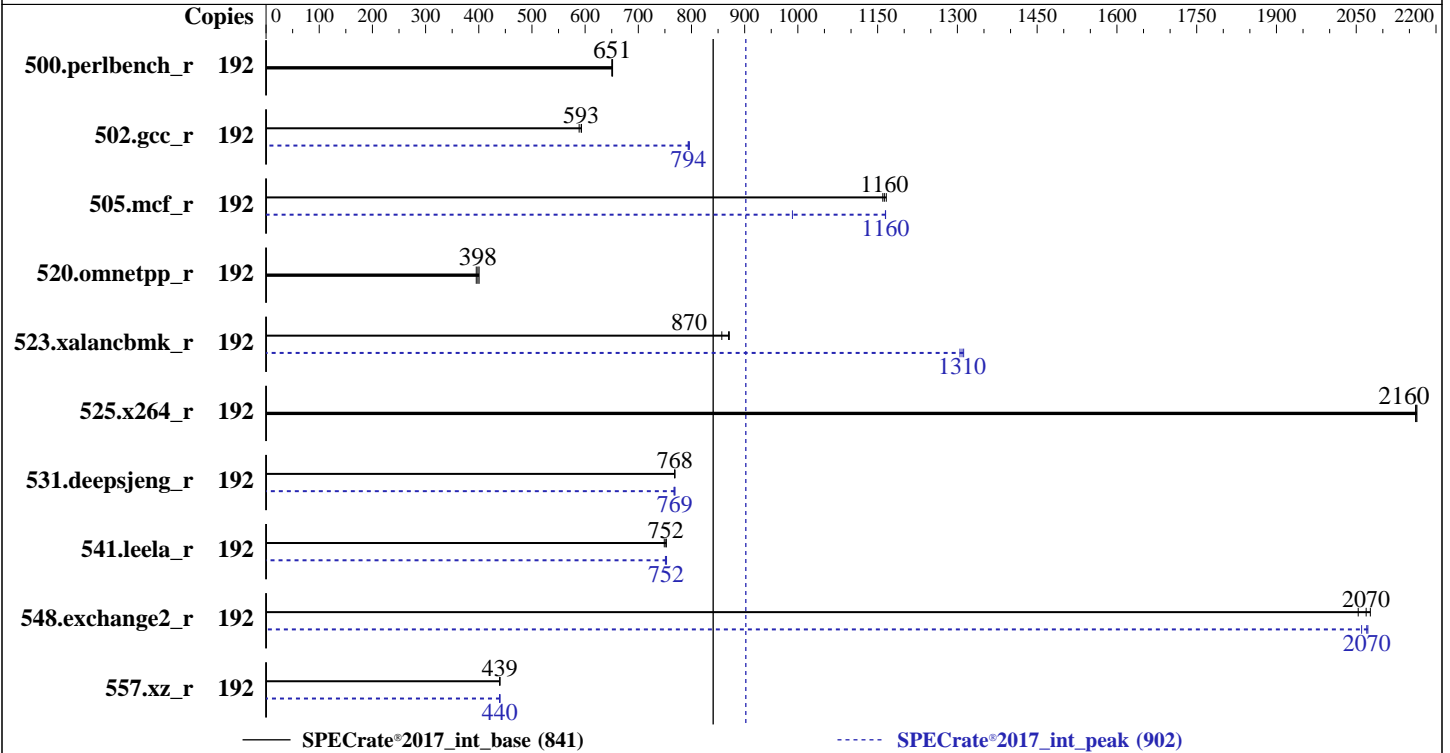 Copies 0 100 200 300 400 500 600 700 800 900 1000 1150 1300 1450 1600 1750 1900 2050 2200
651
500.perlbench_r 192
593
502.gcc_r 192
794
1160
505.mcf_r 192
1160
398
520.omnetpp_r 192
870
523.xalancbmk_r 192
1310
2160
525.x264_r 192
768
531.deepsjeng_r 192
769
752
541.leela_r 192
752
2070
548.exchange2_r 192
2070
439
557.xz_r 192
440
SPECrate®2017_int_base (841) SPECrate®2017_int_peak (902)